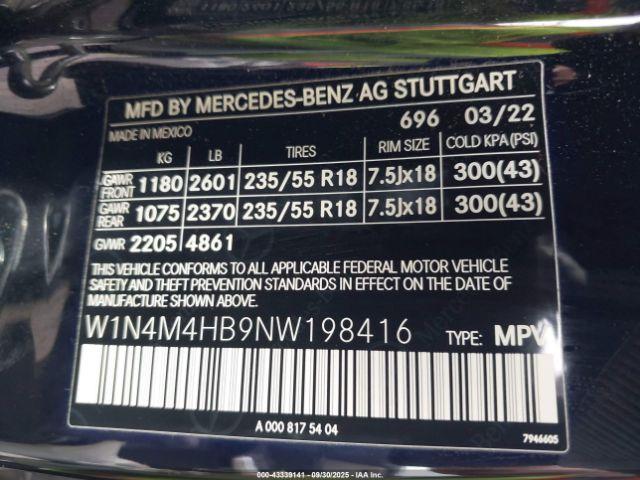 MFD BY MERCEDES-BENZ AG STUTTGART
MADE IN MEXICO 696 03/22
KG LB TIRES RIM SIZE COLD KPA(PSI)
GAWR FRONT 1180 2601 235/55 R18 7.5Jx18 300(43)
GAWR REAR 1075 2370 235/55 R18 7.5Jx18 300(43)
GVWR 2205 4861
THIS VEHICLE CONFORMS TO ALL APPLICABLE FEDERAL MOTOR VEHICLE
SAFETY AND THEFT PREVENTION STANDARDS IN EFFECT
ON THE DATE OF MANUFACTURE SHOWN ABOVE.
W1N4M4HB9NW198416 TYPE: MPV
A 000 817 54 04
7946605
© - 43339141 - 09/30/2025 - IAA Inc.